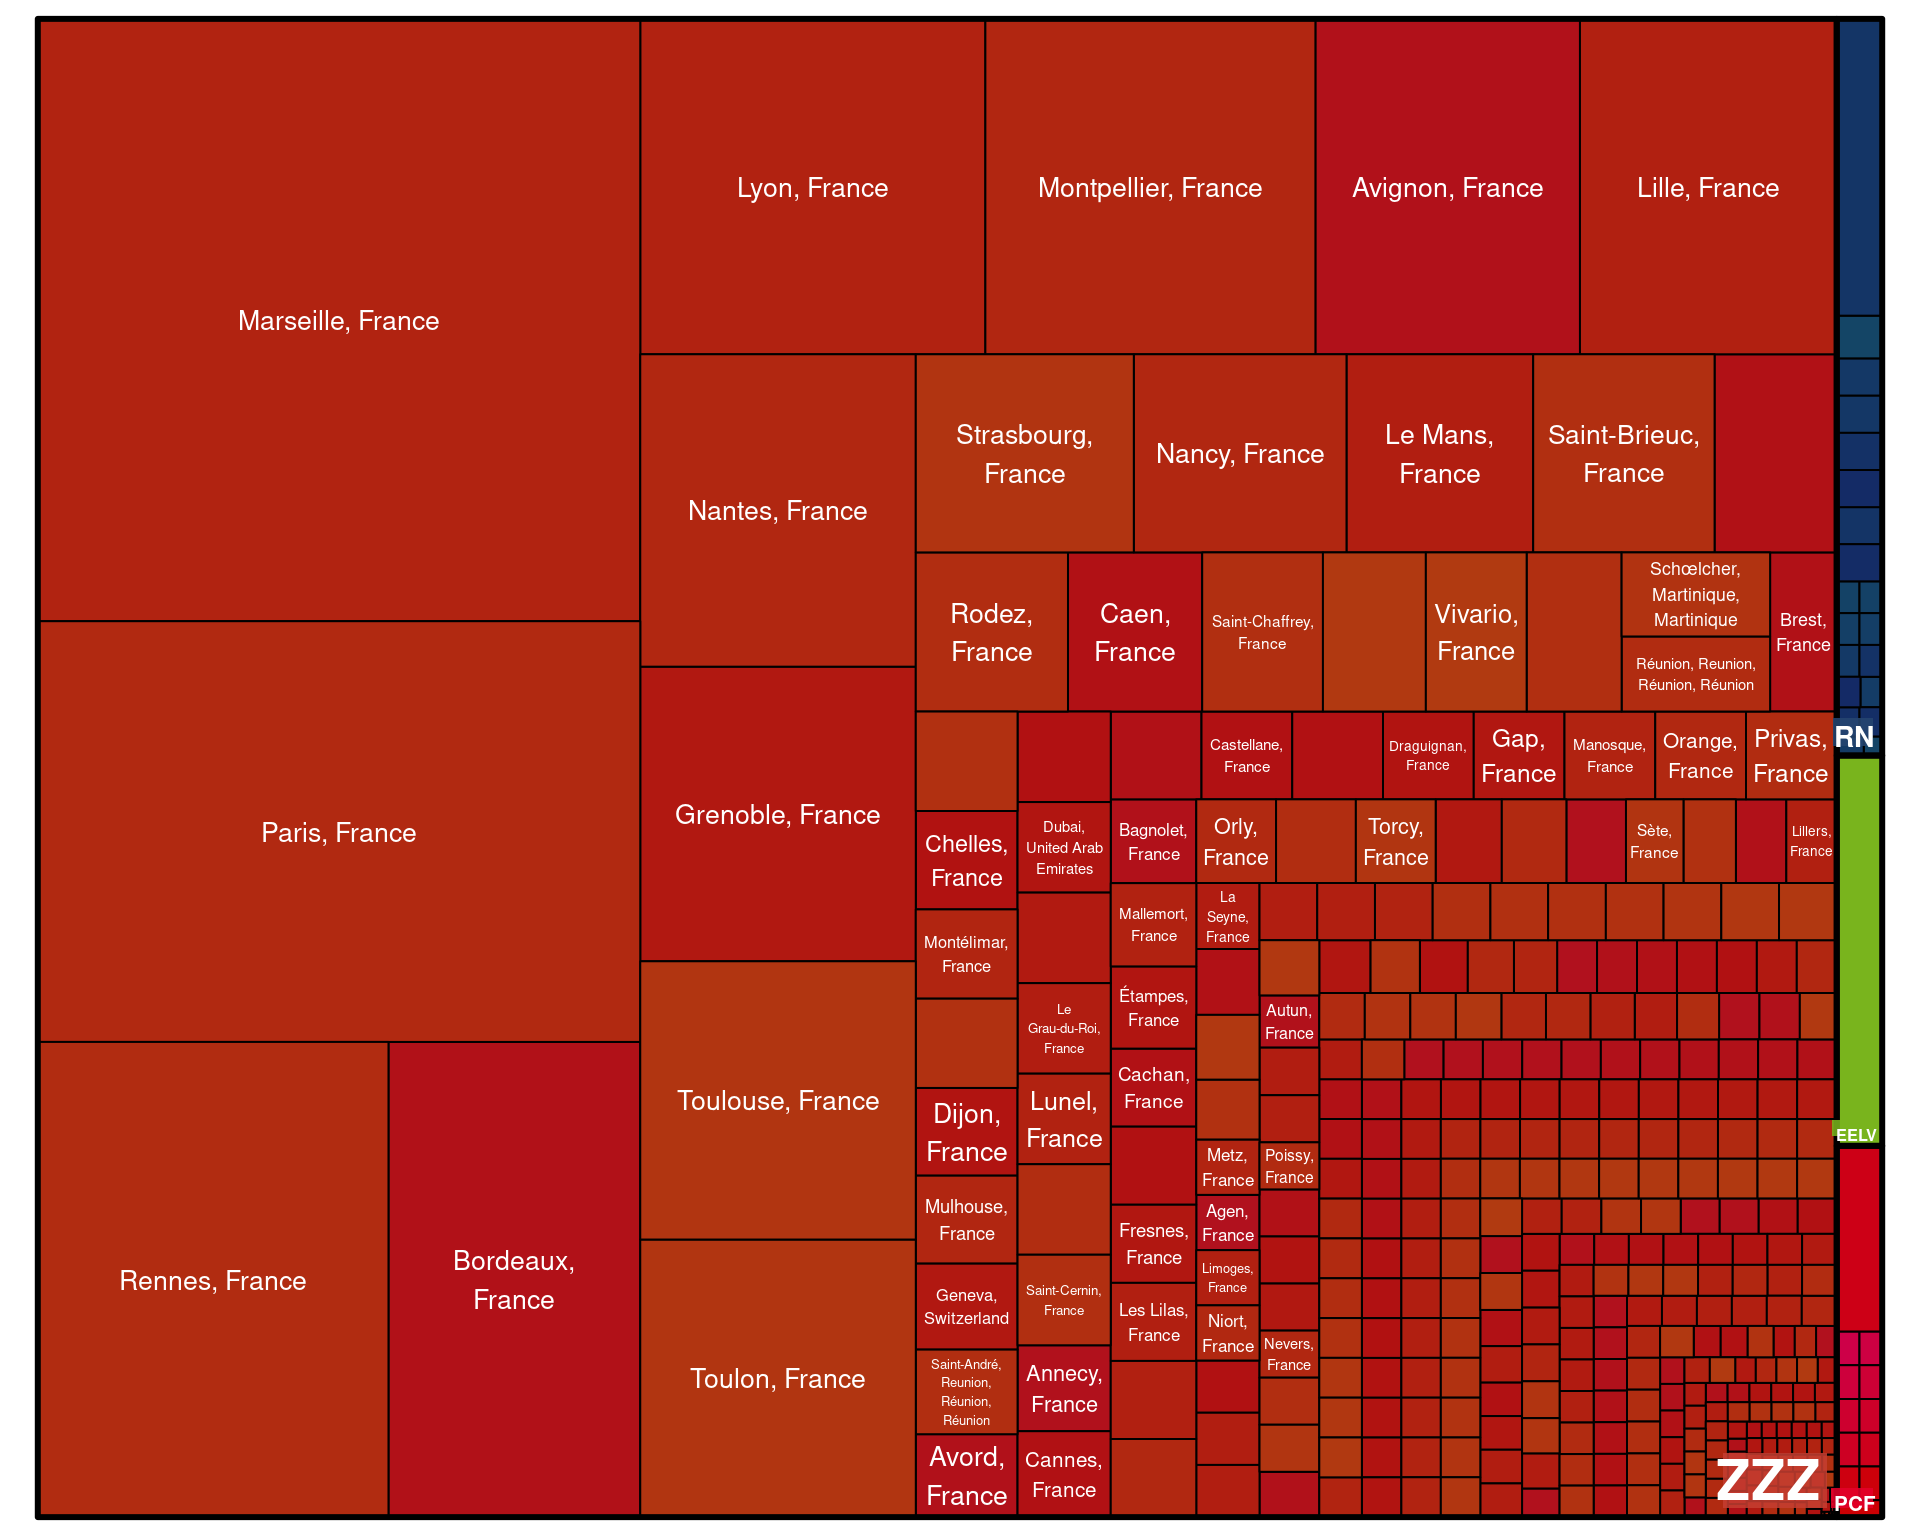 Marseille, France
Lyon, France
Montpellier, France
Avignon, France
Lille, France
Nantes, France
Strasbourg,
France
Nancy, France
Le Mans,
France
Saint-Brieuc,
France
Rodez,
France
Caen,
France
Saint-Chaffrey,
France
Vivario,
France
Schœlcher,
Martinique,
Martinique
Réunion, Reunion,
Réunion, Réunion
Brest,
France
Paris, France
Grenoble, France
Castellane,
France
Draguignan,
France
Gap,
France
Manosque,
France
Orange,
France
Privas,
France
RN
Chelles,
France
Dubai,
United Arab
Emirates
Bagnolet,
France
Orly,
France
Torcy,
France
Sète,
France
Lillers,
France
Montélimar,
France
Mallemort,
France
La
Seyne,
France
Le
Grau-du-Roi,
France
Étampes,
France
Autun,
France
Toulouse, France
Dijon,
France
Lunel,
France
Cachan,
France
EELV
Rennes, France
Bordeaux,
France
Mulhouse,
France
Metz,
France
Poissy,
France
Agen,
France
Fresnes,
France
Geneva,
Switzerland
Saint-Cernin,
France
Limoges,
France
Les Lilas,
France
Niort,
France
Nevers,
France
Toulon, France
Saint-André,
Reunion,
Réunion,
Réunion
Annecy,
France
Avord,
France
Cannes,
France
ZZZ
PCF